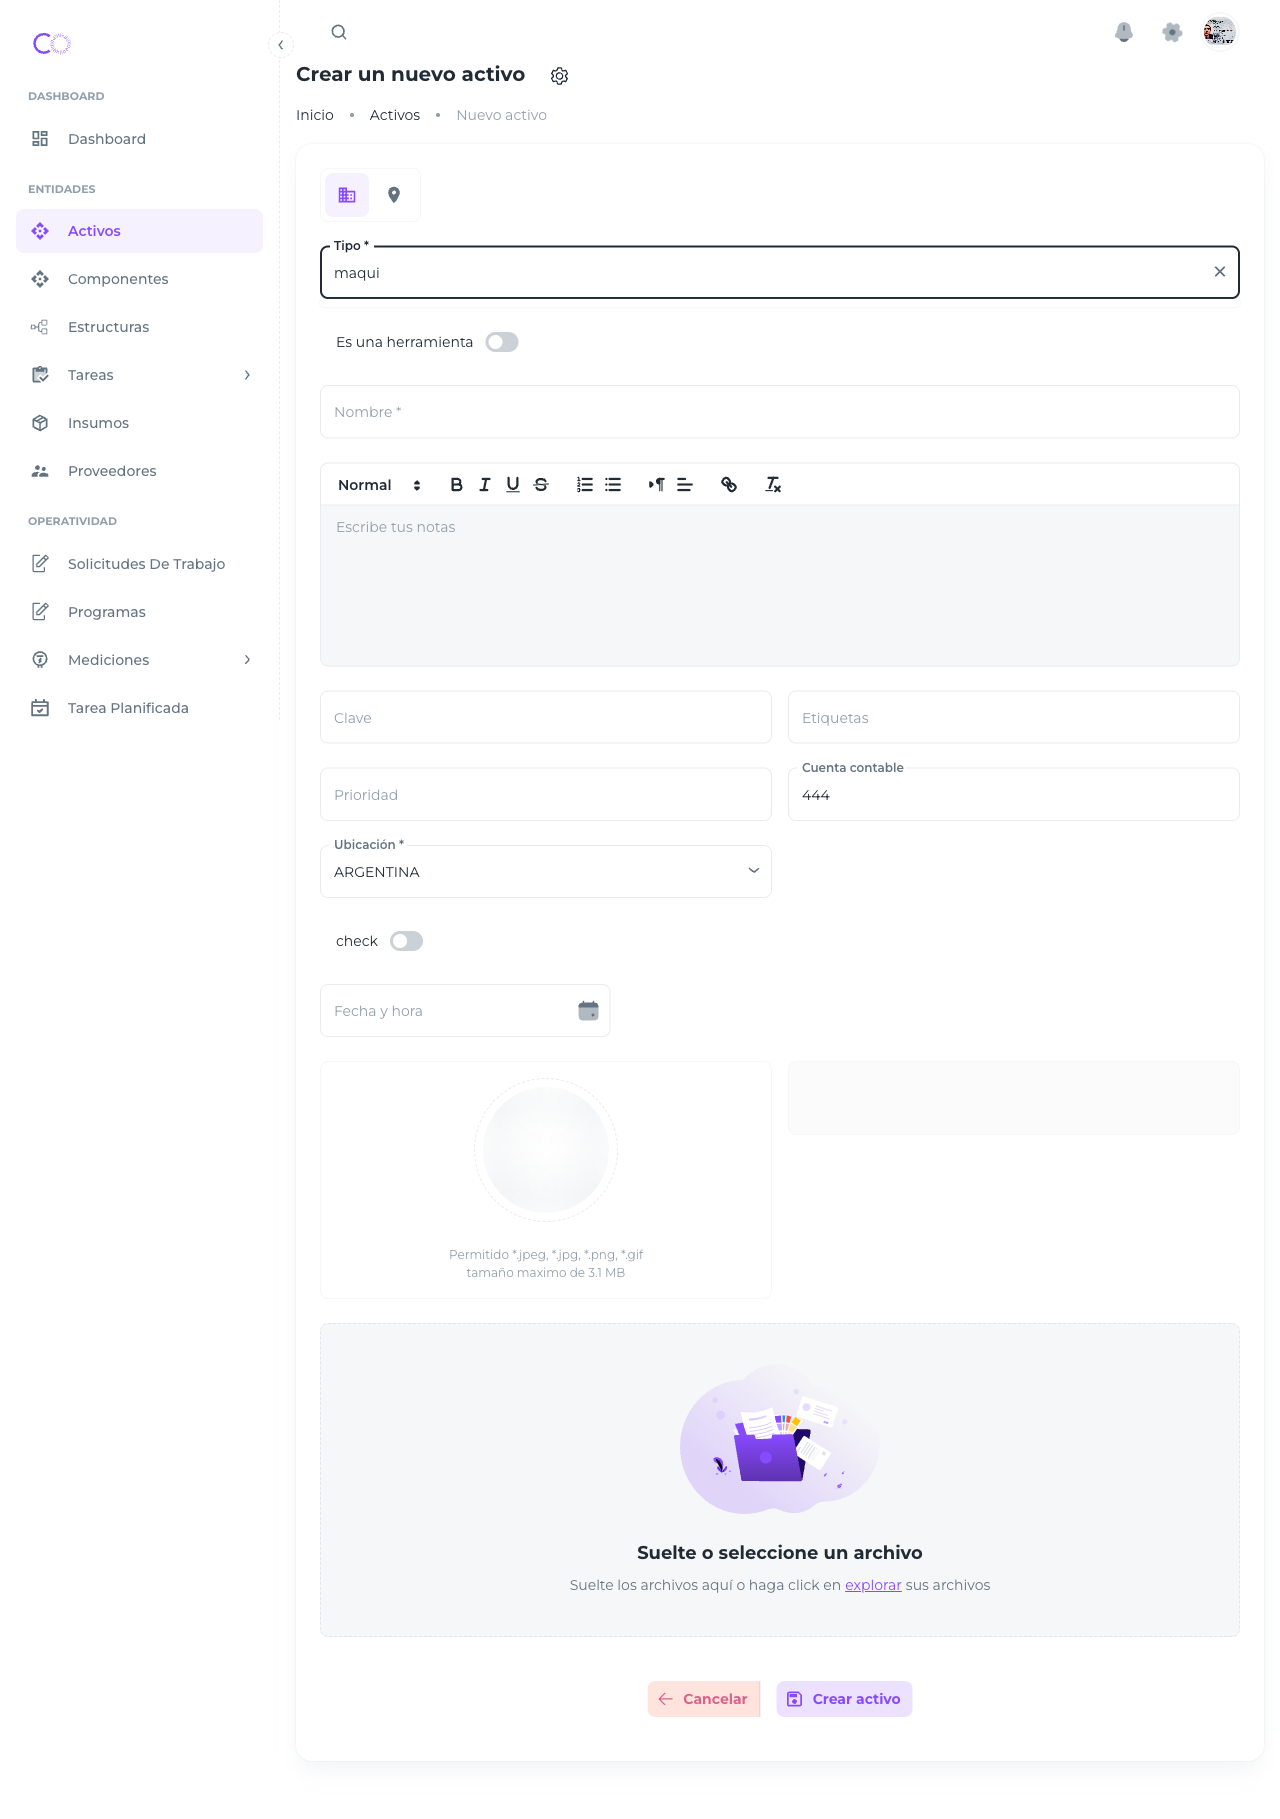 CO
DASHBOARD
Dashboard
ENTIDADES
Activos
Componentes
Estructuras
Tareas
Insumos
Proveedores
OPERATIVIDAD
Solicitudes De Trabajo
Programas
Mediciones
Tarea Planificada
Crear un nuevo activo
Inicio • Activos • Nuevo activo
Tipo *
maqui
Es una herramienta
Nombre *
Normal
Escribe tus notas
Clave
Etiquetas
Prioridad
Cuenta contable
444
Ubicación *
ARGENTINA
check
Fecha y hora
Permitido *.jpeg, *.jpg, *.png, *.gif
tamaño maximo de 3.1 MB
Suelte o seleccione un archivo
Suelte los archivos aquí o haga click en explorar sus archivos
Cancelar
Crear activo